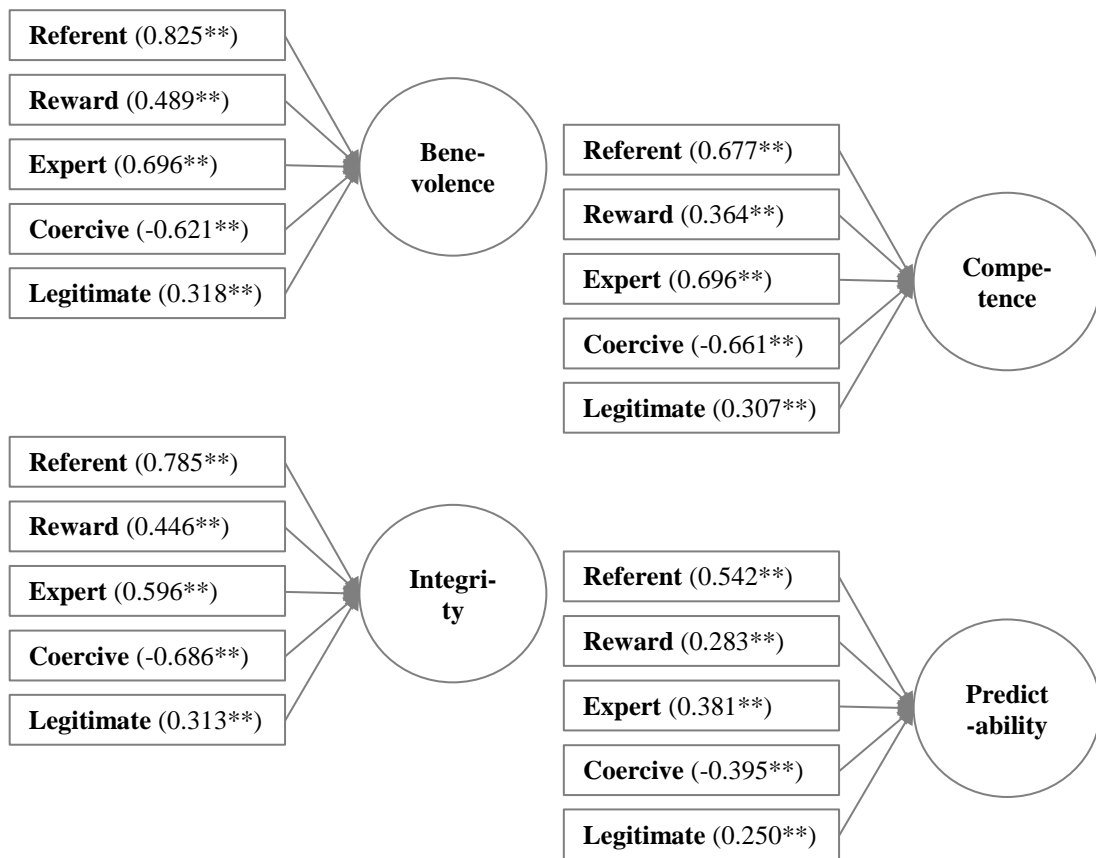 Referent (0.825**)
Reward (0.489**)
Expert (0.696**)
Coercive (-0.621**)
Legitimate (0.318**)
Bene-
volence
Referent (0.677**)
Reward (0.364**)
Expert (0.696**)
Coercive (-0.661**)
Legitimate (0.307**)
Compe-
tence
Referent (0.785**)
Reward (0.446**)
Expert (0.596**)
Coercive (-0.686**)
Legitimate (0.313**)
Integri-
ty
Referent (0.542**)
Reward (0.283**)
Expert (0.381**)
Coercive (-0.395**)
Legitimate (0.250**)
Predict
-ability